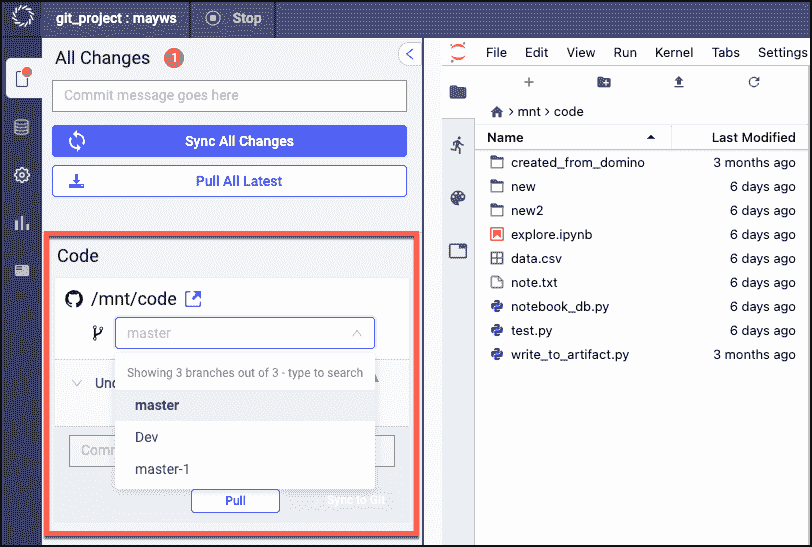 git_project : mayws
Stop
All Changes 1
Commit message goes here
Sync All Changes
Pull All Latest
Code
/mnt/code
master
Showing 3 branches out of 3 - type to search
master
Dev
master-1
Pull
Sync to Git
File Edit View Run Kernel Tabs Settings
> mnt > code
Name Last Modified
created_from_domino 3 months ago
new 6 days ago
new2 6 days ago
explore.ipynb 6 days ago
data.csv 6 days ago
note.txt 6 days ago
notebook_db.py 6 days ago
test.py 6 days ago
write_to_artifact.py 3 months ago